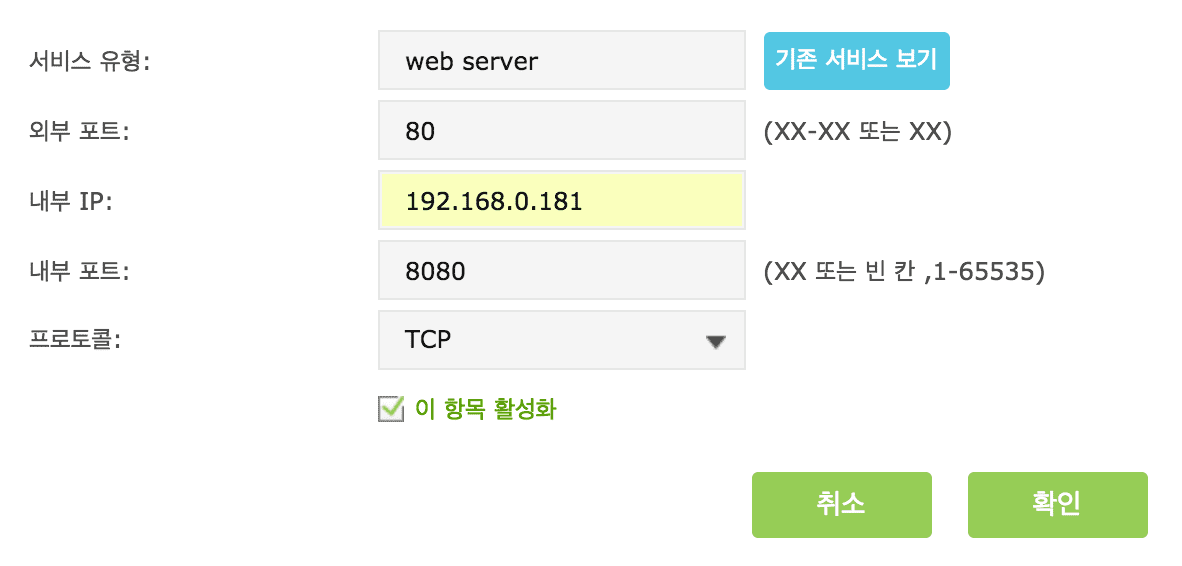 서비스 유형: web server 기존 서비스 보기
외부 포트: 80 (XX-XX 또는 XX)
내부 IP: 192.168.0.181
내부 포트: 8080 (XX 또는 빈 칸 ,1-65535)
프로토콜: TCP
이 항목 활성화
취소 확인